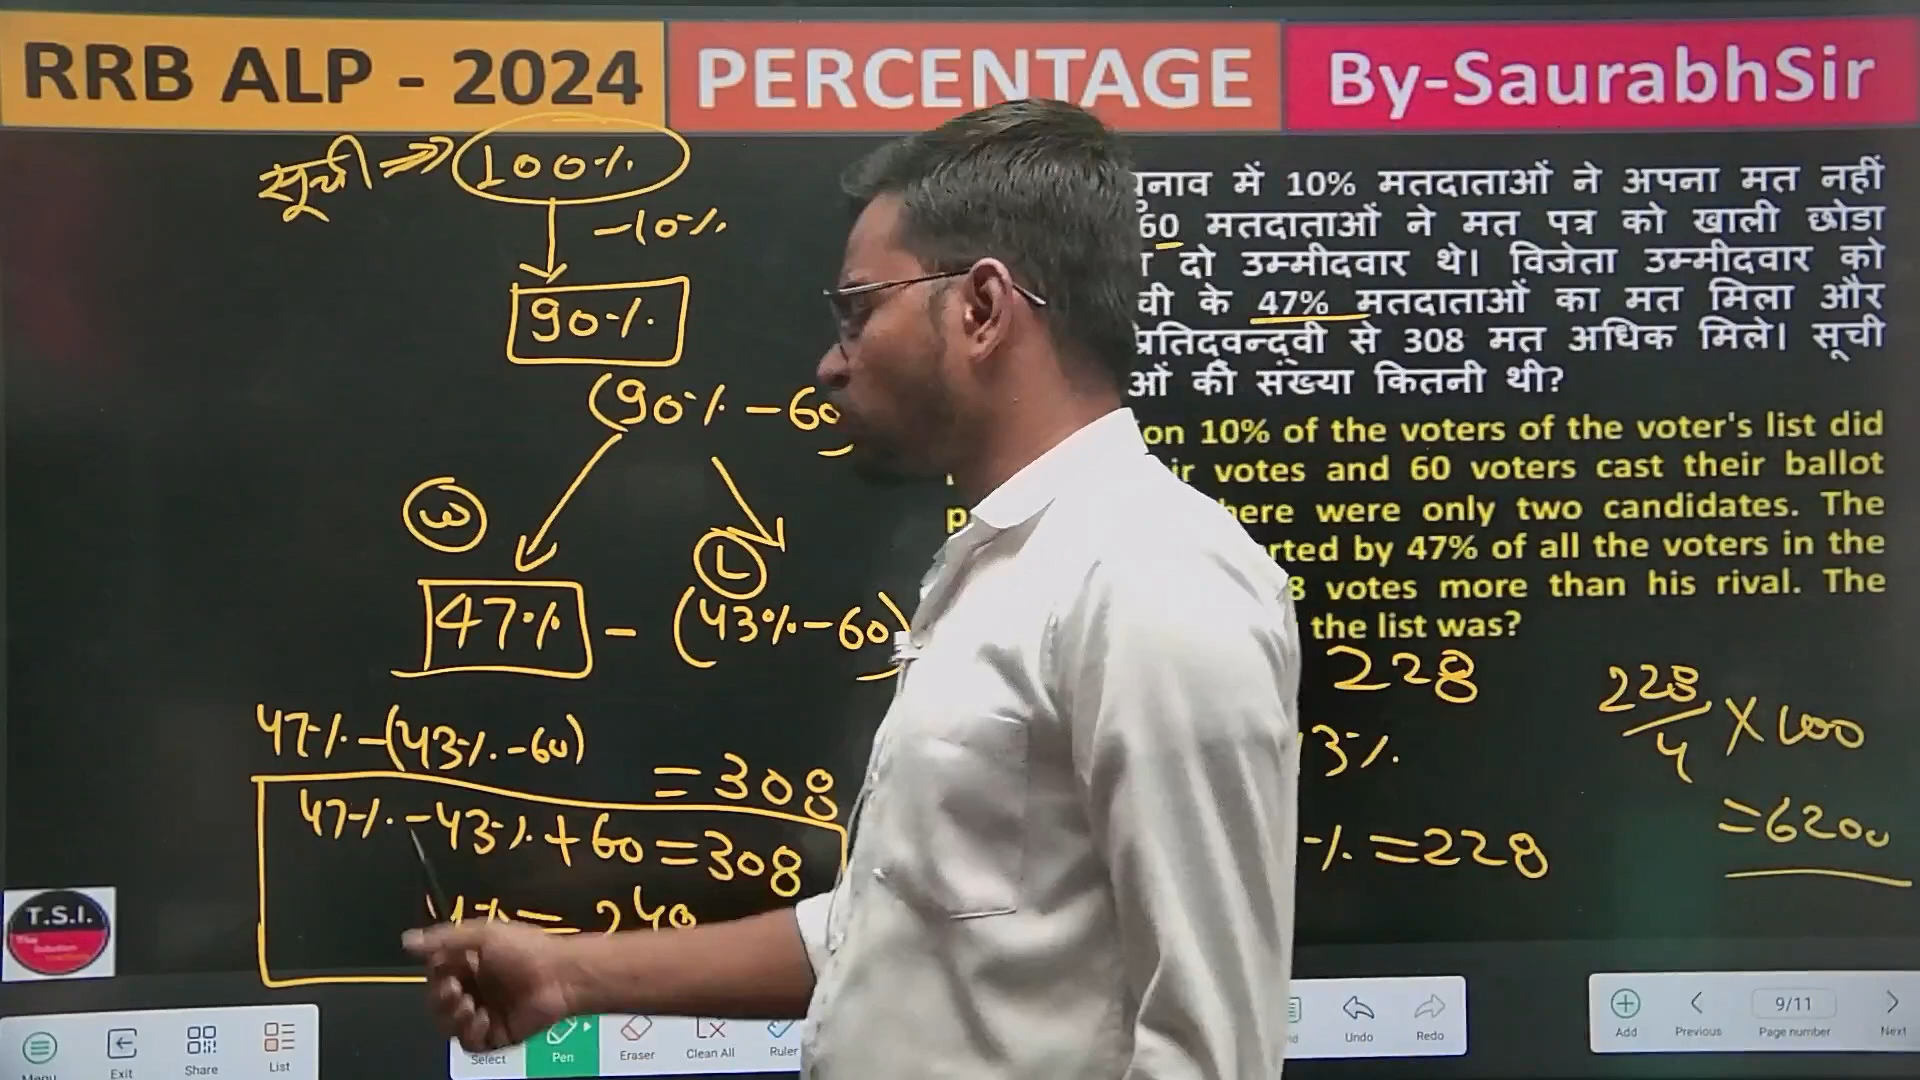 RRB ALP - 2024 PERCENTAGE By-SaurabhSir
सूची ⇒ 100%
-10%
90%
(90% - 60
W
L
47% - (43% - 60)
47% - (43% - 60)
= 308
47% - 43% + 60 = 308
में 10% मतदाताओं ने अपना मत नहीं
60 मतदाताओं ने मत पत्र को खाली छोडा
दो उम्मीदवार थे। विजेता उम्मीदवार को
के 47% मतदाताओं का मत मिला और
से 308 मत अधिक मिले। सूची
की संख्या कितनी थी?
on 10% of the voters of the voter's list did
votes and 60 voters cast their ballot
here were only two candidates. The
rted by 47% of all the voters in the
8 votes more than his rival. The
the list was?
228
3%
% = 228
228/4 × 100
= 6200
T.S.I.
Menu Exit Share List
Select Pen Eraser Clean All Ruler
Undo Redo
Add Previous 9/11 Page number Next